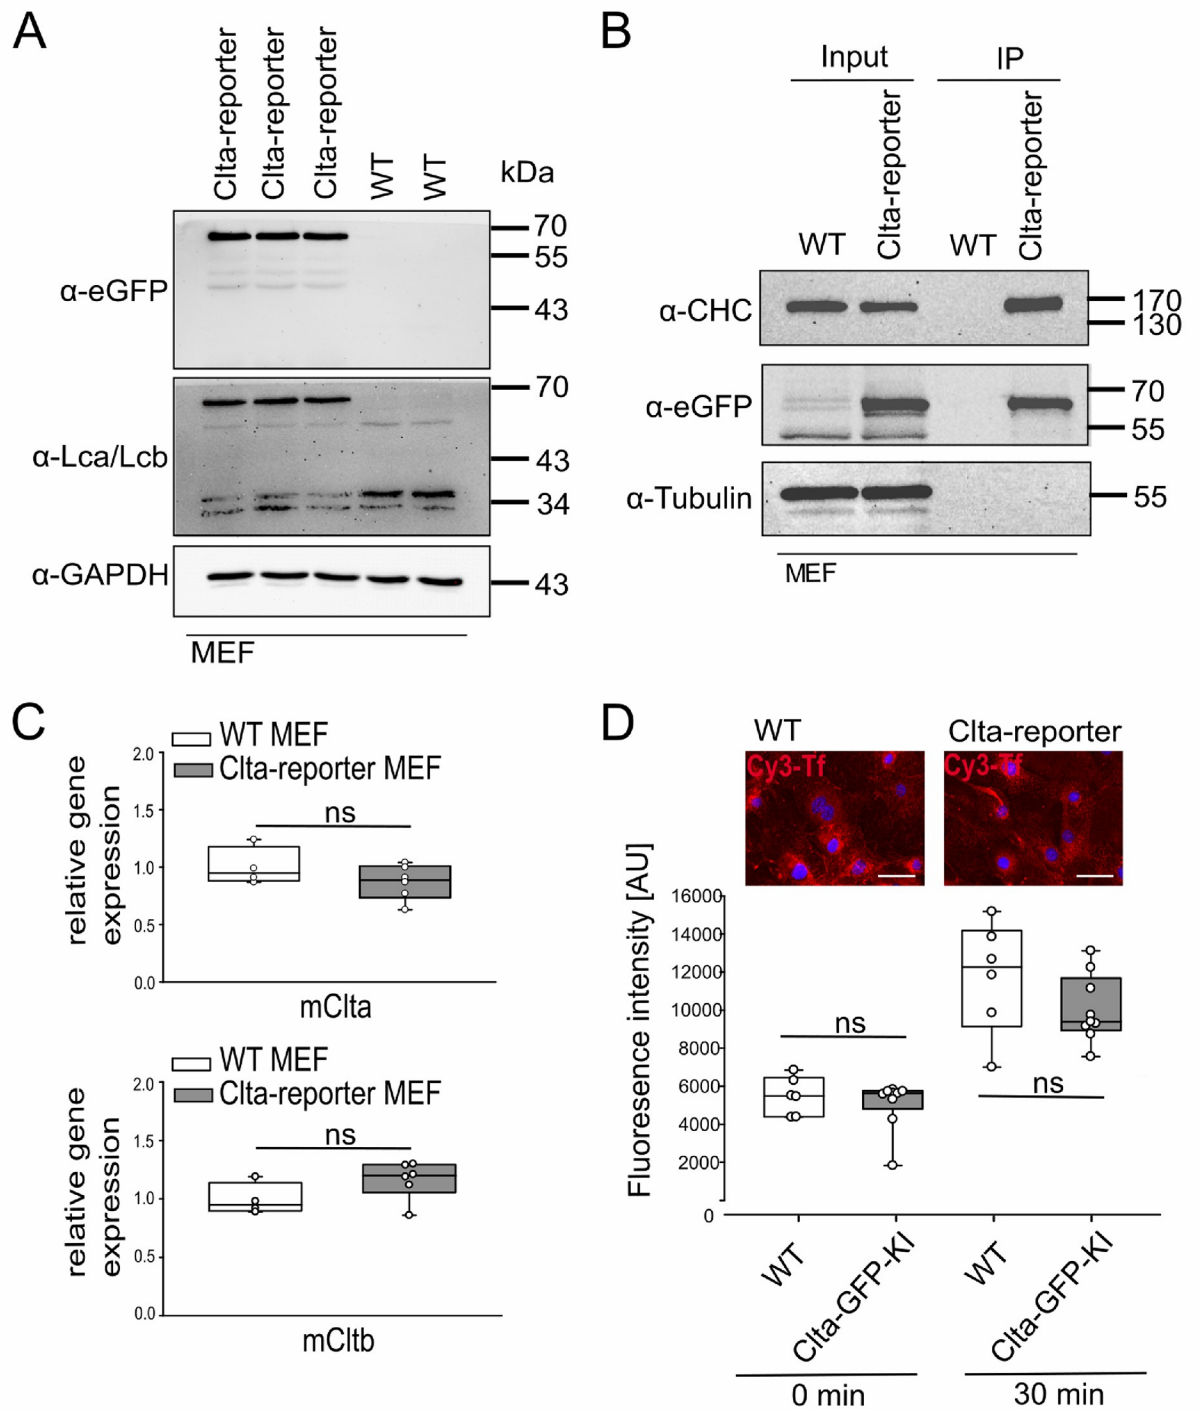 A
Clta-reporter
Clta-reporter
Clta-reporter
WT
WT
kDa
α-eGFP
70
55
43
α-Lca/Lcb
70
43
34
α-GAPDH
43
MEF
B
Input
IP
WT
Clta-reporter
WT
Clta-reporter
α-CHC
170
130
α-eGFP
70
55
α-Tubulin
55
MEF
C
WT MEF
Clta-reporter MEF
relative gene
expression
2.0
1.5
1.0
0.5
0.0
ns
mClta
WT MEF
Clta-reporter MEF
relative gene
expression
2.0
1.5
1.0
0.5
0.0
ns
mCltb
D
WT
Clta-reporter
Cy3-Tf
Cy3-Tf
Fluoresence intensity [AU]
16000
14000
12000
10000
8000
6000
4000
2000
0
ns
ns
WT
Clta-GFP-KI
WT
Clta-GFP-KI
0 min
30 min